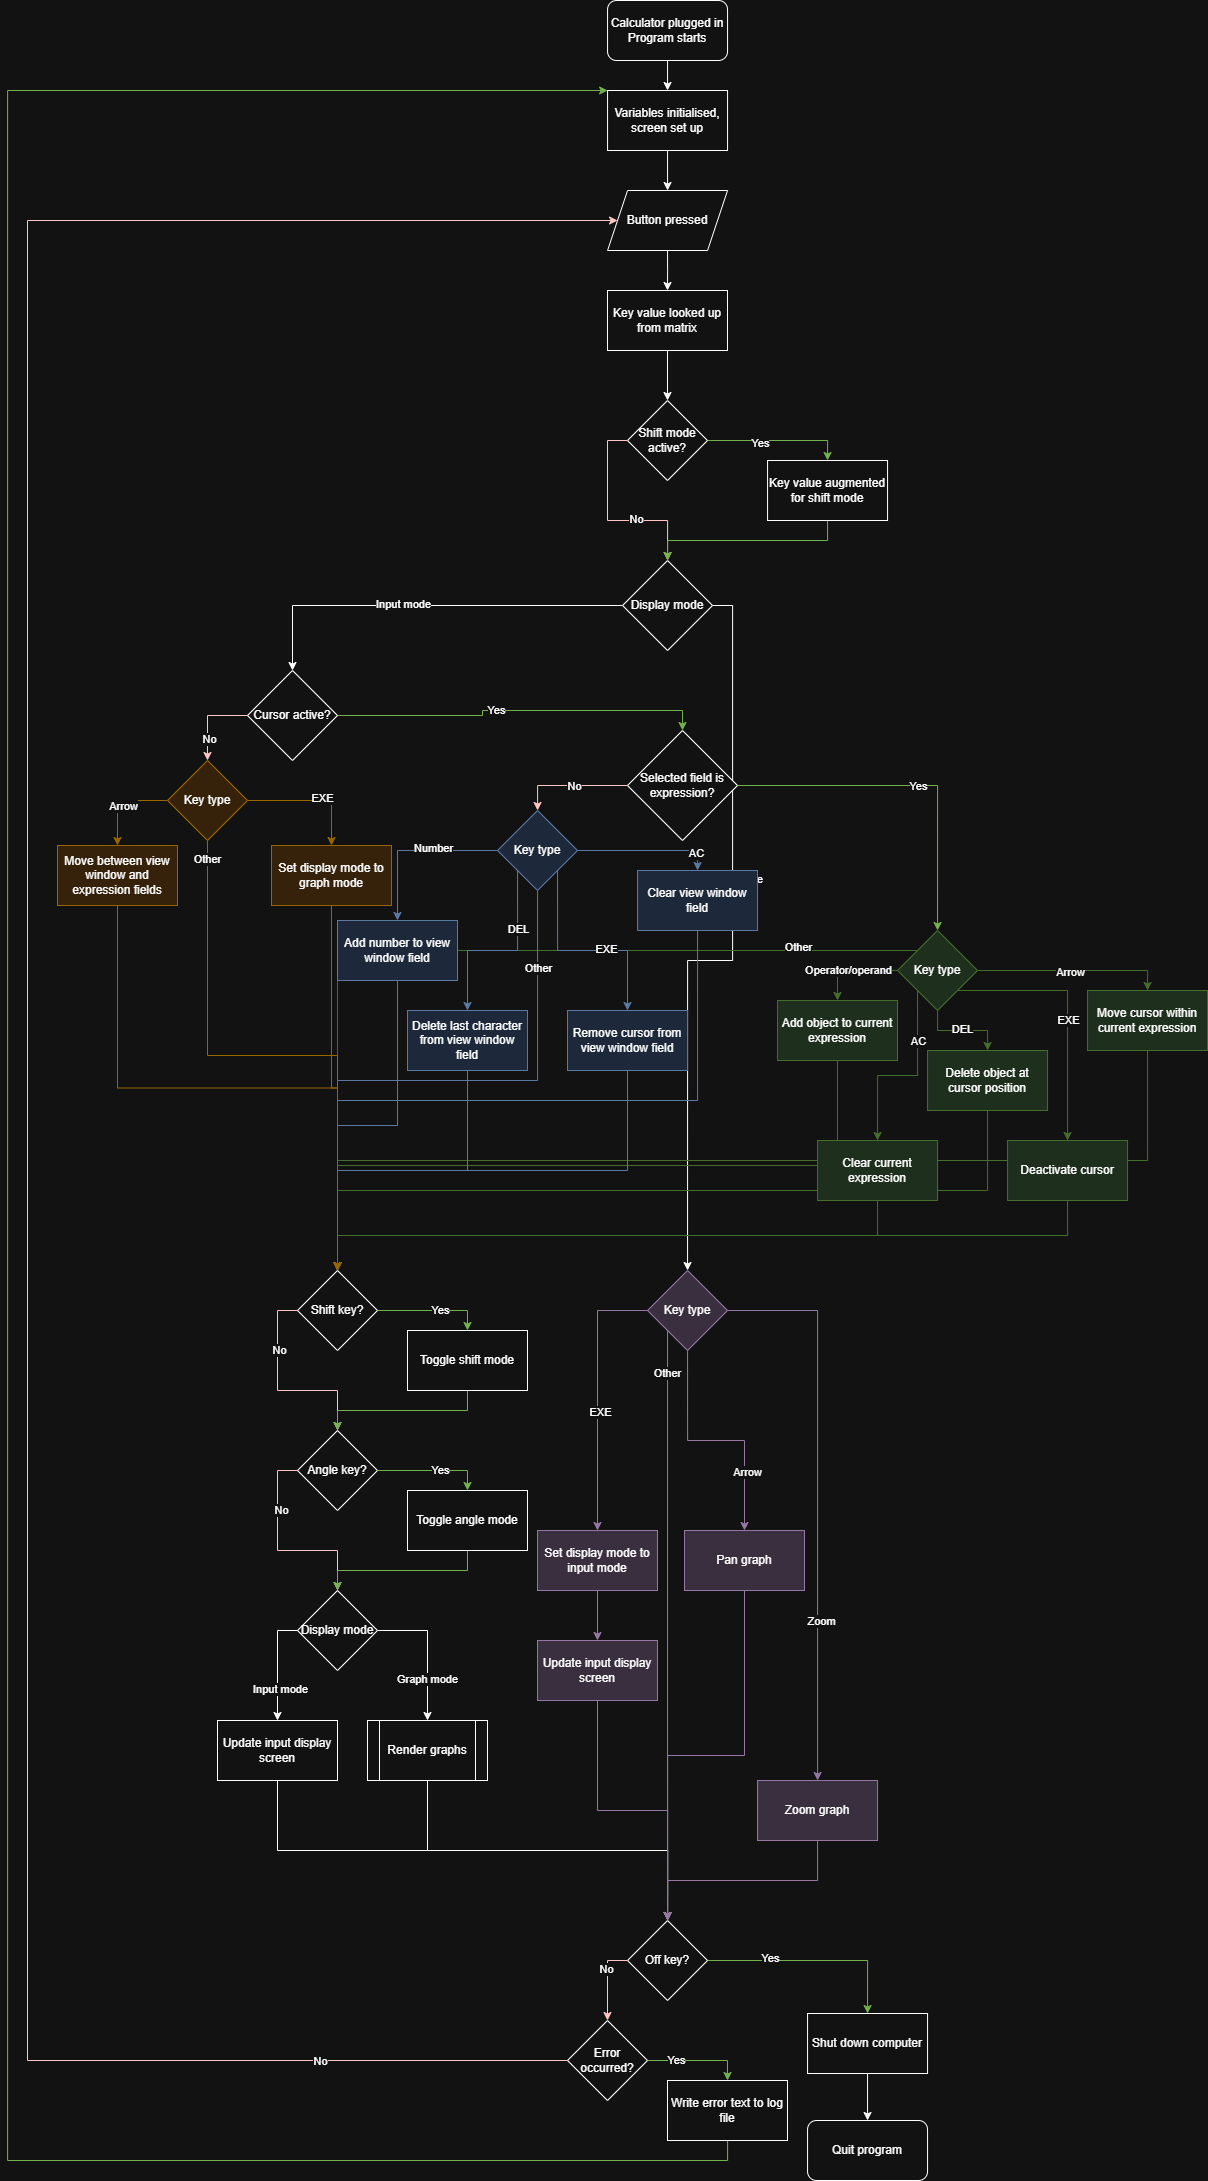 Calculator plugged in
Program starts
Variables initialised,
screen set up
Button pressed
Key value looked up
from matrix
Shift mode
active?
Yes
Key value augmented
for shift mode
No
Display mode
Input mode
Cursor active?
Yes
No
Selected field is
expression?
No
Yes
Key type
Arrow
EXE
Other
Move between view
window and
expression fields
Set display mode to
graph mode
Key type
Number
AC
DEL
Other
EXE
Clear view window
field
e
Add number to view
window field
Delete last character
from view window
field
Remove cursor from
view window field
Other
Key type
Operator/operand
Arrow
AC
DEL
EXE
Add object to current
expression
Move cursor within
current expression
Delete object at
cursor position
Clear current
expression
Deactivate cursor
Shift key?
Yes
No
Toggle shift mode
Key type
Other
EXE
Arrow
Zoom
Angle key?
Yes
No
Toggle angle mode
Set display mode to
input mode
Pan graph
Display mode
Input mode
Graph mode
Update input display
screen
Update input display
screen
Render graphs
Zoom graph
Off key?
Yes
No
Shut down computer
Error
occurred?
Yes
No
Write error text to log
file
Quit program